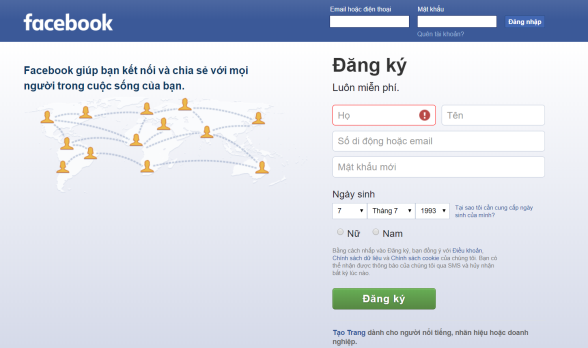 facebook
Email hoặc điện thoại
Mật khẩu
Đăng nhập
Quên tài khoản?
Facebook giúp bạn kết nối và chia sẻ với mọi
người trong cuộc sống của bạn.
Đăng ký
Luôn miễn phí.
Họ
Tên
Số di động hoặc email
Mật khẩu mới
Ngày sinh
7
Tháng 7
1993
Tại sao tôi cần cung cấp ngày
sinh của mình?
Nữ
Nam
Bằng cách nhấp vào Đăng ký, bạn đồng ý với Điều khoản,
Chính sách dữ liệu và Chính sách cookie của chúng tôi. Bạn có
thể nhận được thông báo của chúng tôi qua SMS và hủy nhận
bất kỳ lúc nào.
Đăng ký
Tạo Trang dành cho người nổi tiếng, nhãn hiệu hoặc doanh
nghiệp.